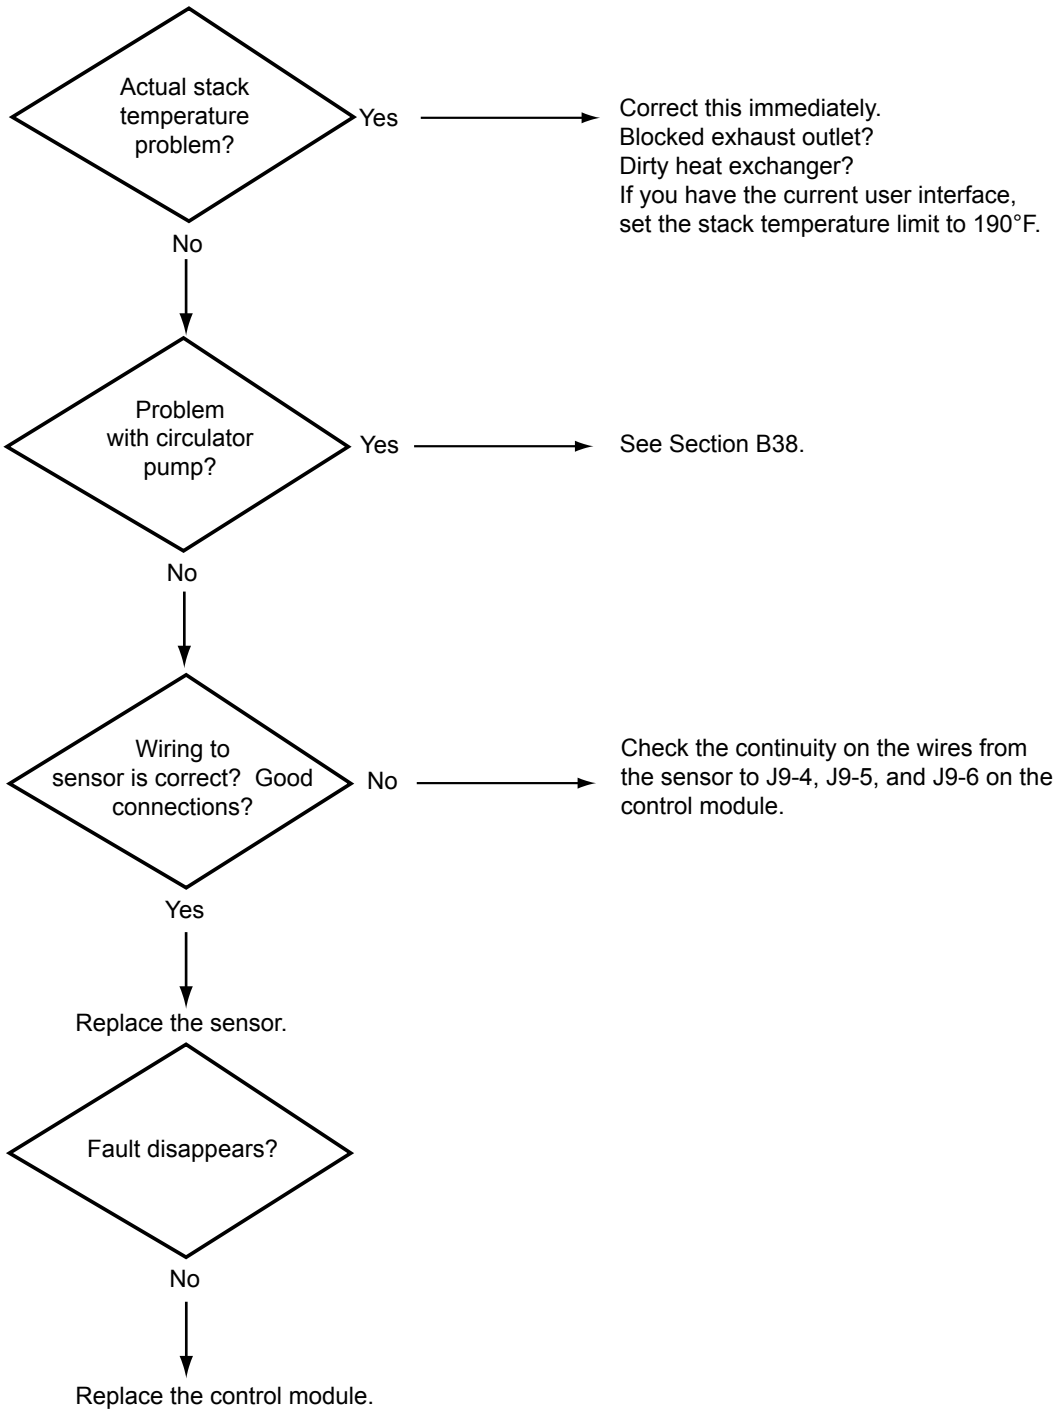 Actual stack
temperature
problem?
Yes
Correct this immediately.
Blocked exhaust outlet?
Dirty heat exchanger?
If you have the current user interface,
set the stack temperature limit to 190°F.
No
Problem
with circulator
pump?
Yes
See Section B38.
No
Wiring to
sensor is correct?  Good
connections?
No
Check the continuity on the wires from
the sensor to J9-4, J9-5, and J9-6 on the
control module.
Yes
Replace the sensor.
Fault disappears?
No
Replace the control module.